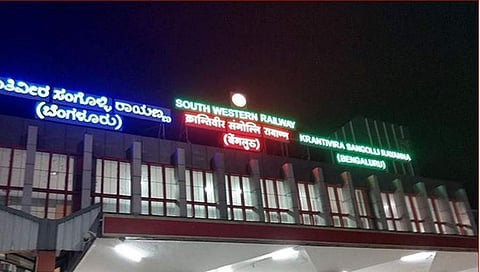 ತಿವೀರ ಸಂಗೊಳ್ಳಿ ರಾಯಣ್ಣ
(ಬೆಂಗಳೂರು)
SOUTH WESTERN RAILWAY
क्रान्तिवीर संगोल्लि रायण्ण
(बेंगलूरु)
KRANTIVIRA SANGOLLI RAYANNA
(BENGALURU)